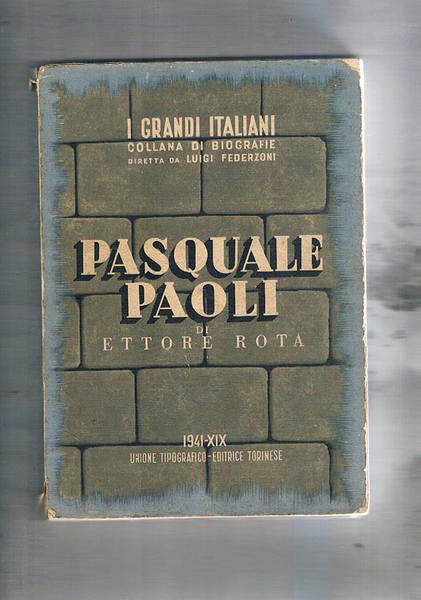 I GRANDI ITALIANI
COLLANA DI BIOGRAFIE
DIRETTA DA LUIGI FEDERZONI
PASQUALE
PAOLI
DI
ETTORE ROTA
1941-XIX
UNIONE TIPOGRAFICO-EDITRICE TORINESE